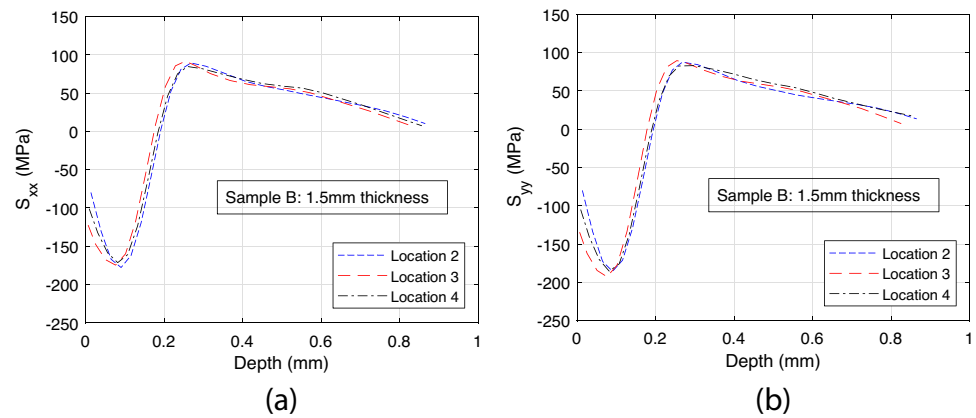 150
100
50
0
-50
-100
-150
-200
-250
S_xx (MPa)
Sample B: 1.5mm thickness
Location 2
Location 3
Location 4
0 0.2 0.4 0.6 0.8 1
Depth (mm)
(a)
150
100
50
0
-50
-100
-150
-200
-250
S_yy (MPa)
Sample B: 1.5mm thickness
Location 2
Location 3
Location 4
0 0.2 0.4 0.6 0.8 1
Depth (mm)
(b)